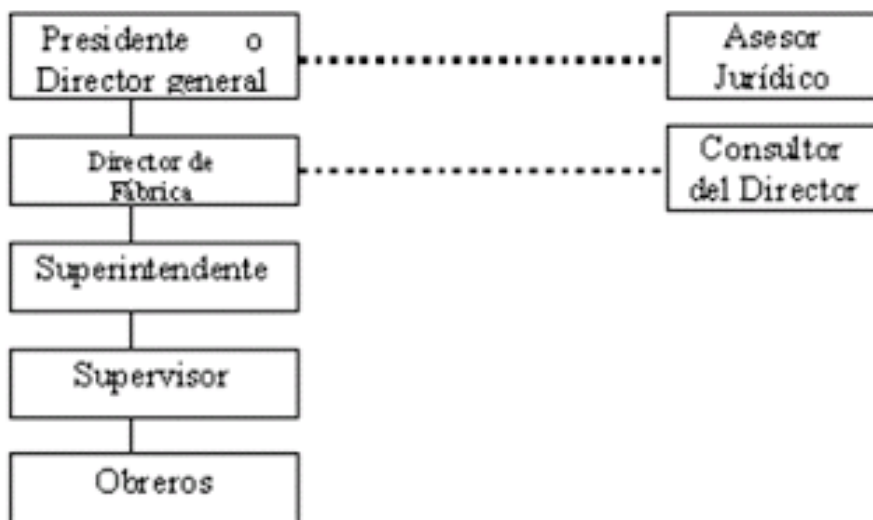 Presidente o
Director general
Asesor
Jurídico
Director de
Fábrica
Consultor
del Director
Superintendente
Supervisor
Obreros